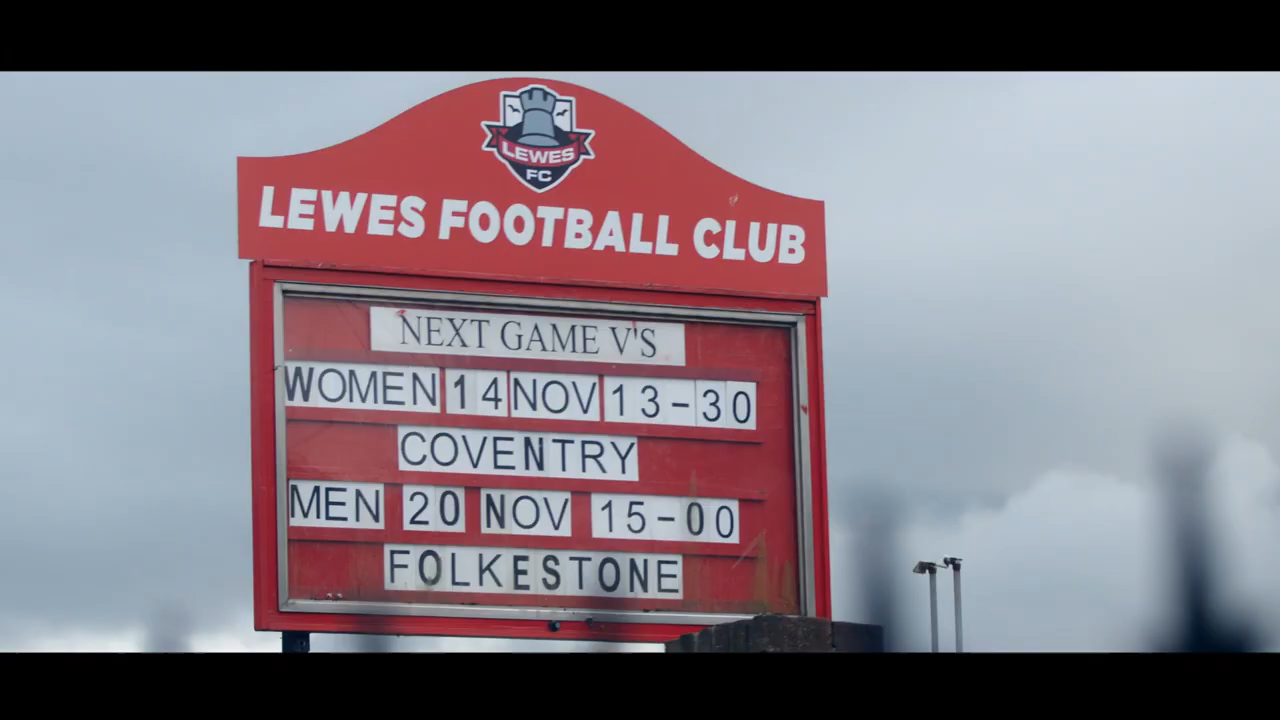 LEWES
FC
LEWES FOOTBALL CLUB
NEXT GAME V'S
WOMEN 14 NOV 13-30
COVENTRY
MEN 20 NOV 15-00
FOLKESTONE